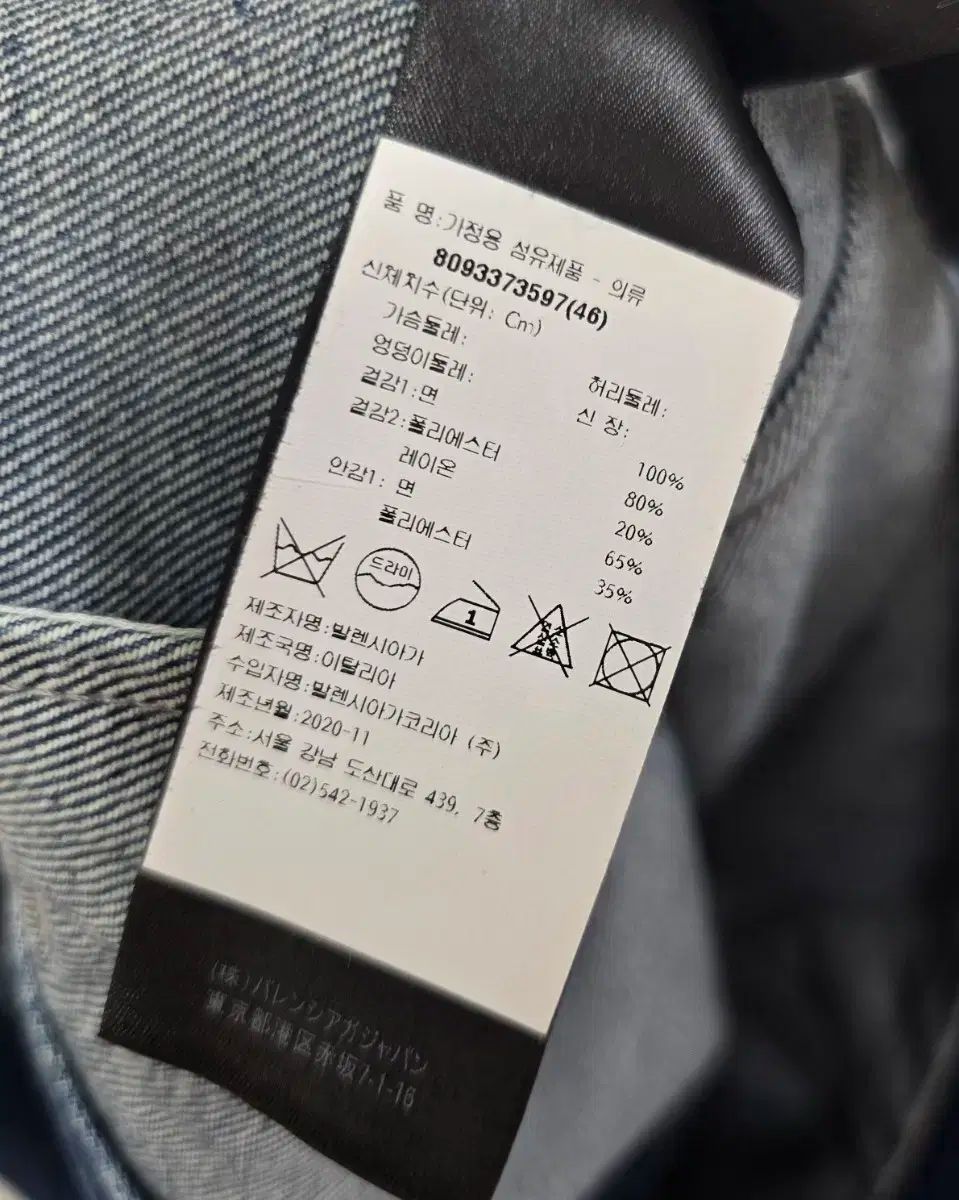 품 명:가정용 섬유제품 - 의류
8093373597(46)
신체치수(단위: Cm)
가슴둘레: 허리둘레:
엉덩이둘레: 신 장:
겉감1:면 100%
겉감2:폴리에스터 80%
레이온 20%
안감1: 면 65%
폴리에스터 35%
드라이
1
제조자명:발렌시아가
제조국명:이탈리아
수입자명:발렌시아가코리아 (주)
제조년월:2020-11
주소:서울 강남 도산대로 439, 7층
전화번호:(02)542-1937
(株)バレンシアガジャパン
東京都港区赤坂7-1-16